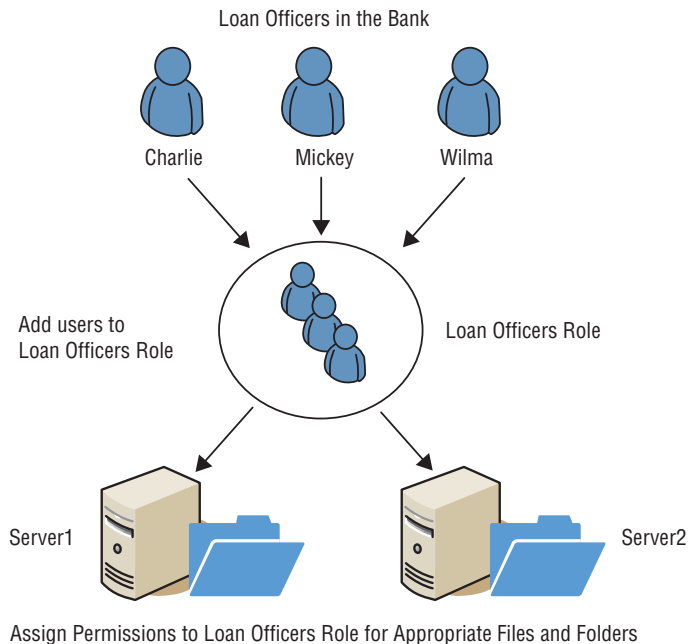 Loan Officers in the Bank
Charlie
Mickey
Wilma
Add users to
Loan Officers Role
Loan Officers Role
Server1
Server2
Assign Permissions to Loan Officers Role for Appropriate Files and Folders